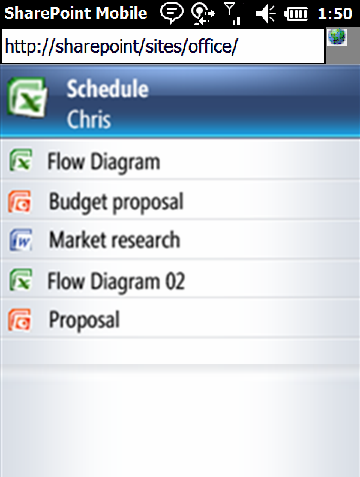 SharePoint Mobile 1:50
http://sharepoint/sites/office/
Schedule
Chris
Flow Diagram
Budget proposal
Market research
Flow Diagram 02
Proposal